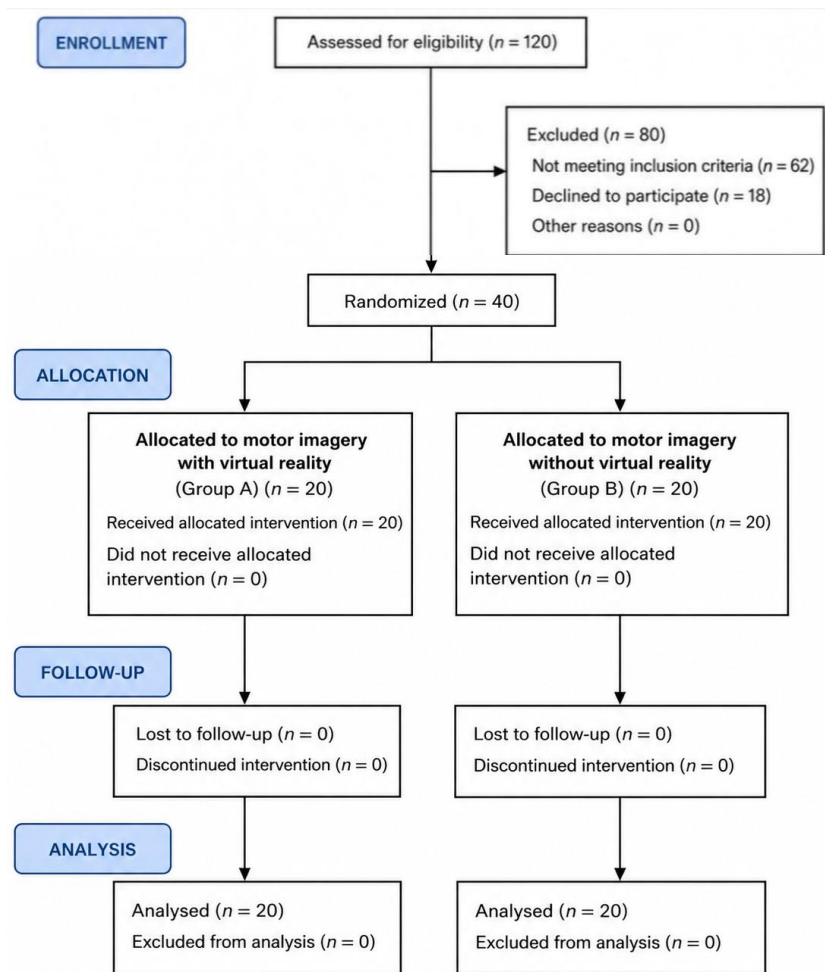 ENROLLMENT
Assessed for eligibility (n = 120)
Excluded (n = 80)
Not meeting inclusion criteria (n = 62)
Declined to participate (n = 18)
Other reasons (n = 0)
Randomized (n = 40)
ALLOCATION
Allocated to motor imagery
with virtual reality
(Group A) (n = 20)
Received allocated intervention (n = 20)
Did not receive allocated
intervention (n = 0)
Allocated to motor imagery
without virtual reality
(Group B) (n = 20)
Received allocated intervention (n = 20)
Did not receive allocated
intervention (n = 0)
FOLLOW-UP
Lost to follow-up (n = 0)
Discontinued intervention (n = 0)
Lost to follow-up (n = 0)
Discontinued intervention (n = 0)
ANALYSIS
Analysed (n = 20)
Excluded from analysis (n = 0)
Analysed (n = 20)
Excluded from analysis (n = 0)